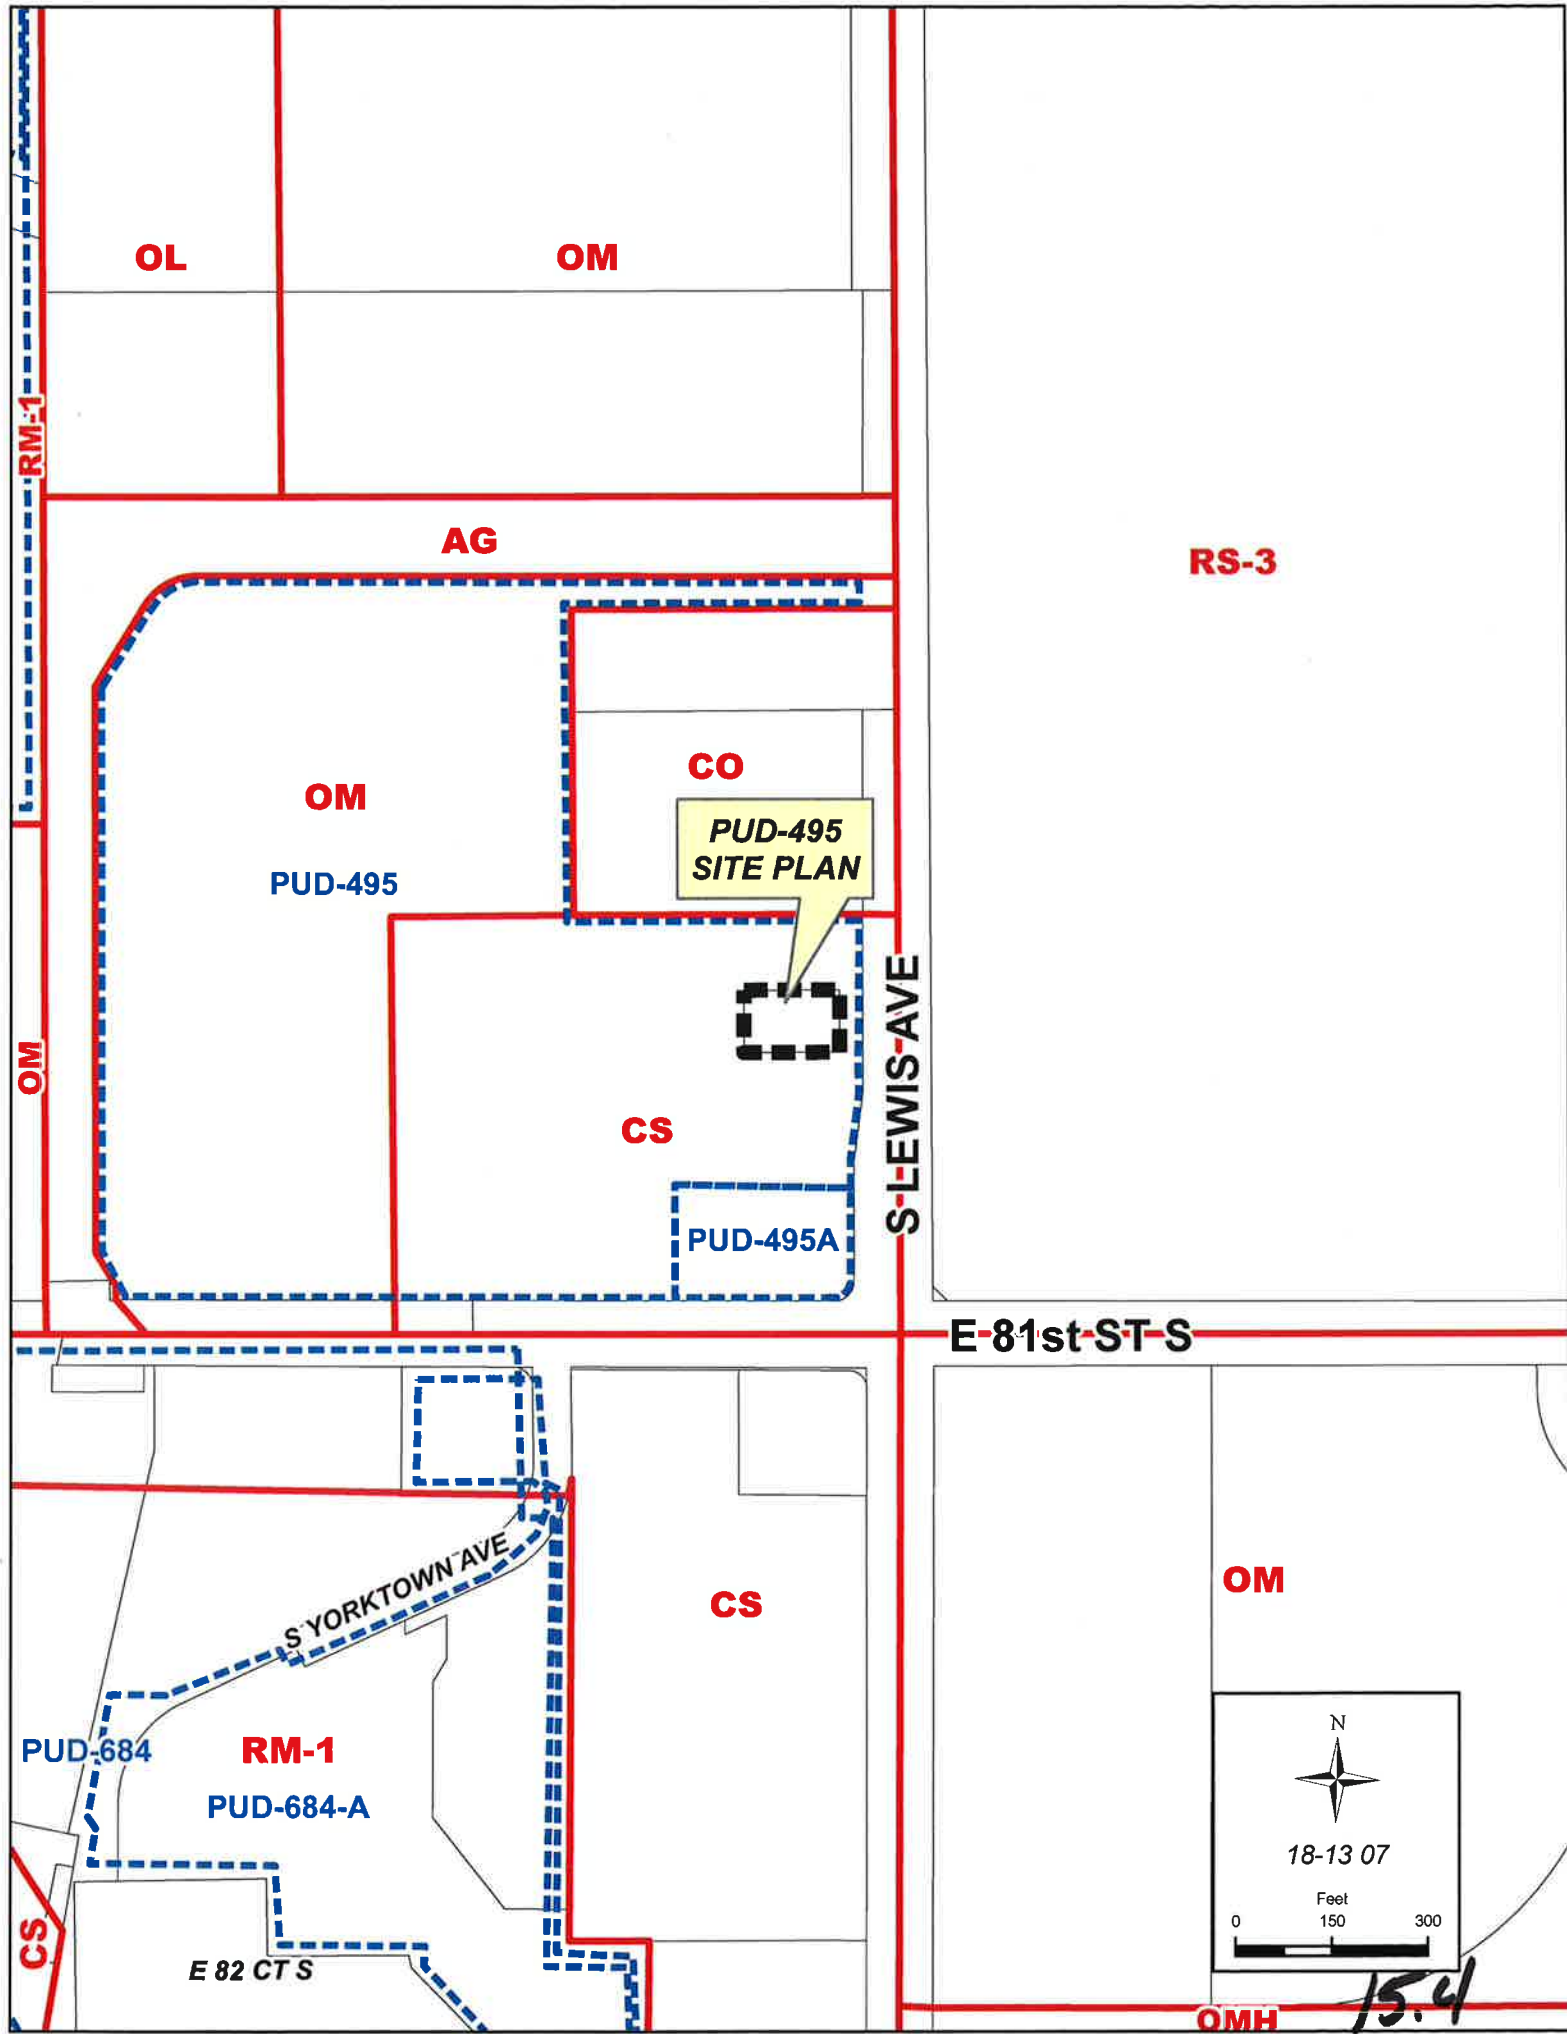 OL
OM
RM-1
AG
RS-3
CO
OM
PUD-495
SITE PLAN
PUD-495
S LEWIS AVE
OM
CS
PUD-495A
E 81st ST S
S YORKTOWN AVE
OM
CS
PUD-684
RM-1
PUD-684-A
N
18-13 07
Feet
0 150 300
CS
E 82 CT S
15.4
OMH